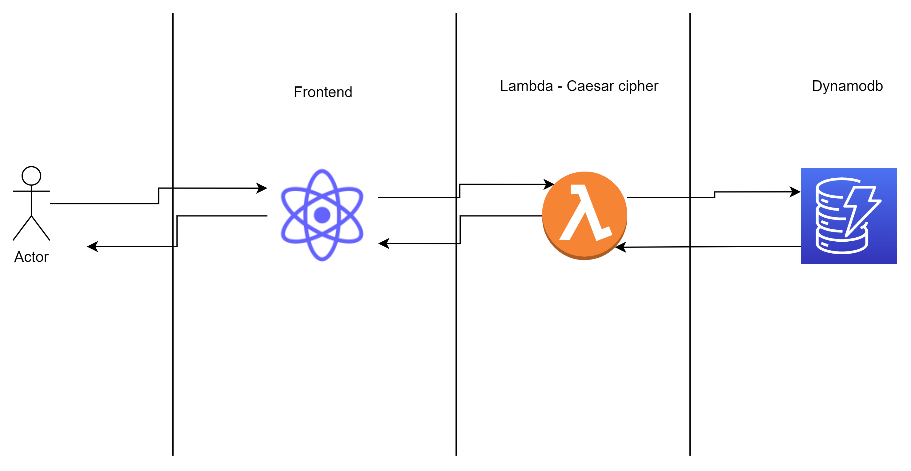 Frontend
Lambda - Caesar cipher
Dynamodb
Actor